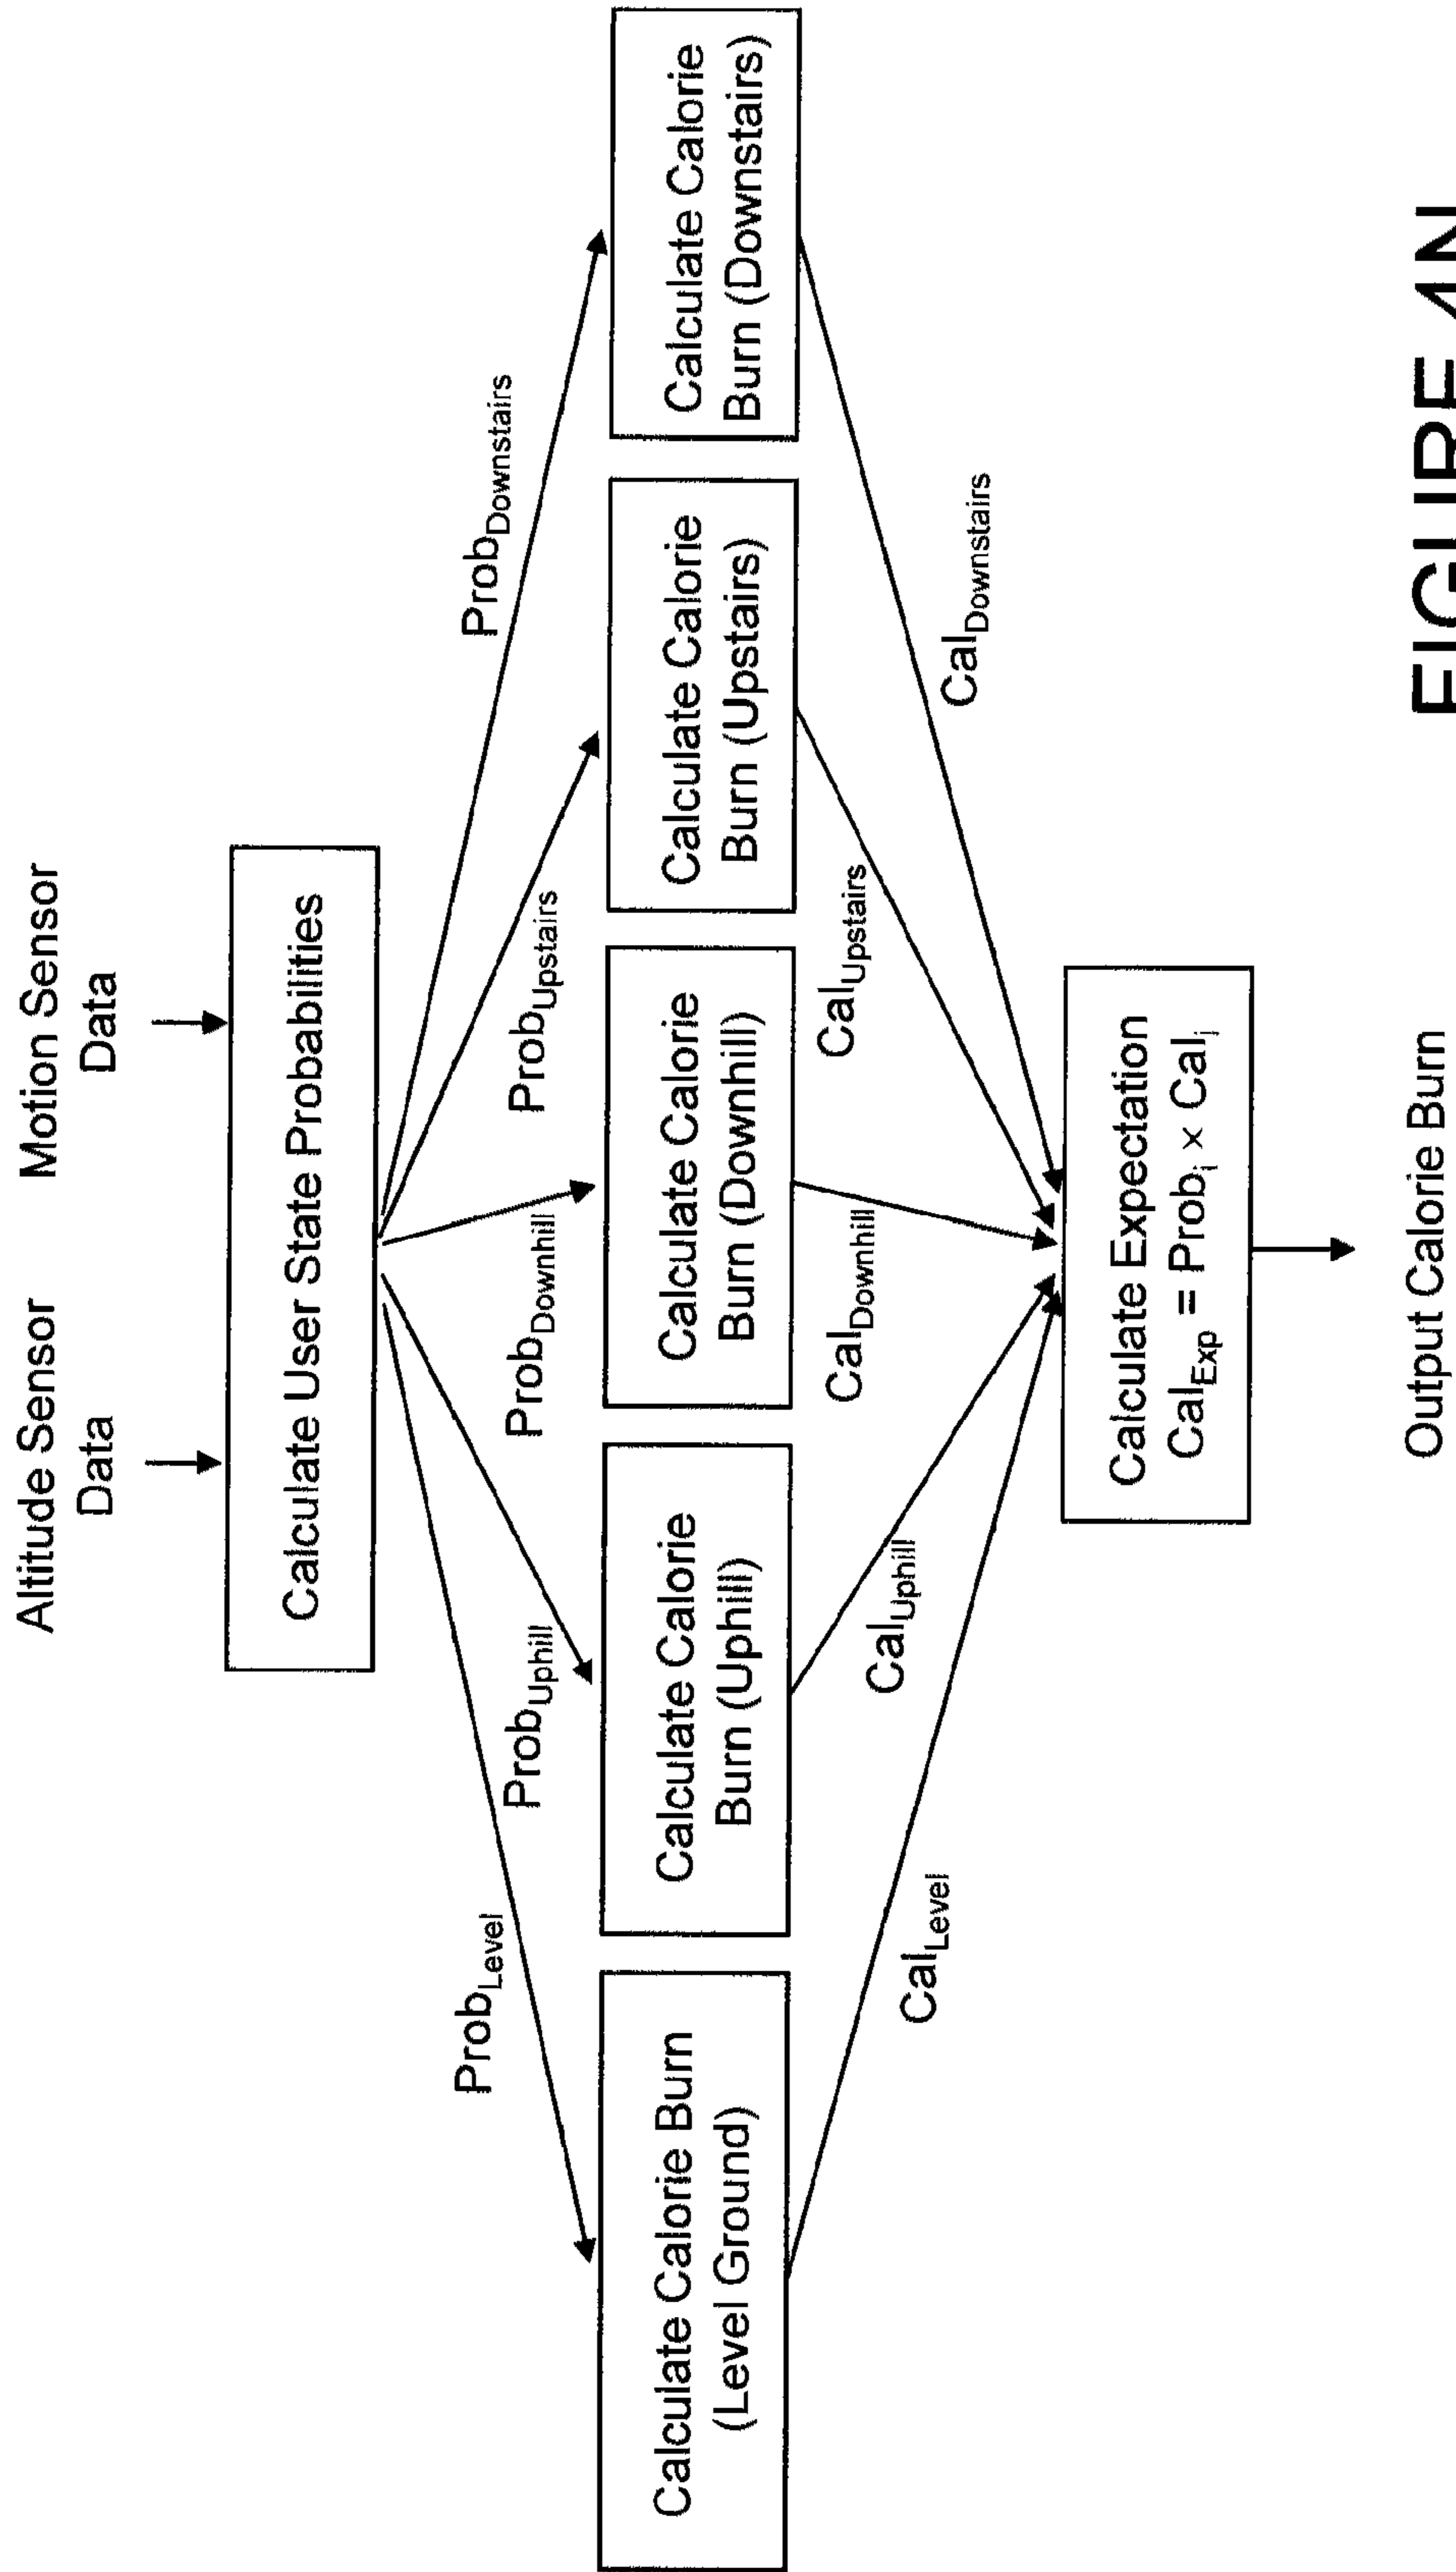 Altitude Sensor
Data
Motion Sensor
Data
Calculate User State Probabilities
Prob_Level
Prob_Uphill
Prob_Downhill
Prob_Upstairs
Prob_Downstairs
Calculate Calorie Burn
(Level Ground)
Calculate Calorie
Burn (Uphill)
Calculate Calorie
Burn (Downhill)
Calculate Calorie
Burn (Upstairs)
Calculate Calorie
Burn (Downstairs)
Cal_Level
Cal_Uphill
Cal_Downhill
Cal_Upstairs
Cal_Downstairs
Calculate Expectation
Cal_Exp = Prob_i × Cal_i
Output Calorie Burn
FIGURE 4N